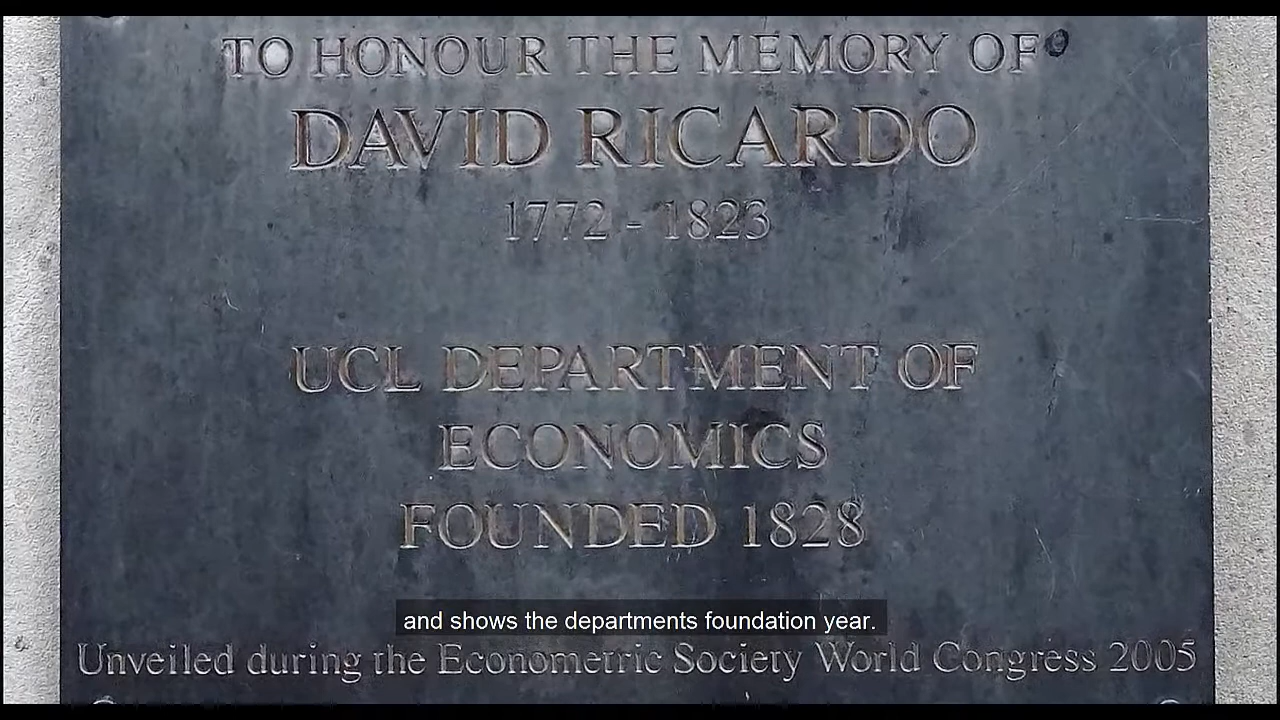 TO HONOUR THE MEMORY OF
DAVID RICARDO
1772 - 1823
UCL DEPARTMENT OF
ECONOMICS
FOUNDED 1828
and shows the departments foundation year.
Unveiled during the Econometric Society World Congress 2005